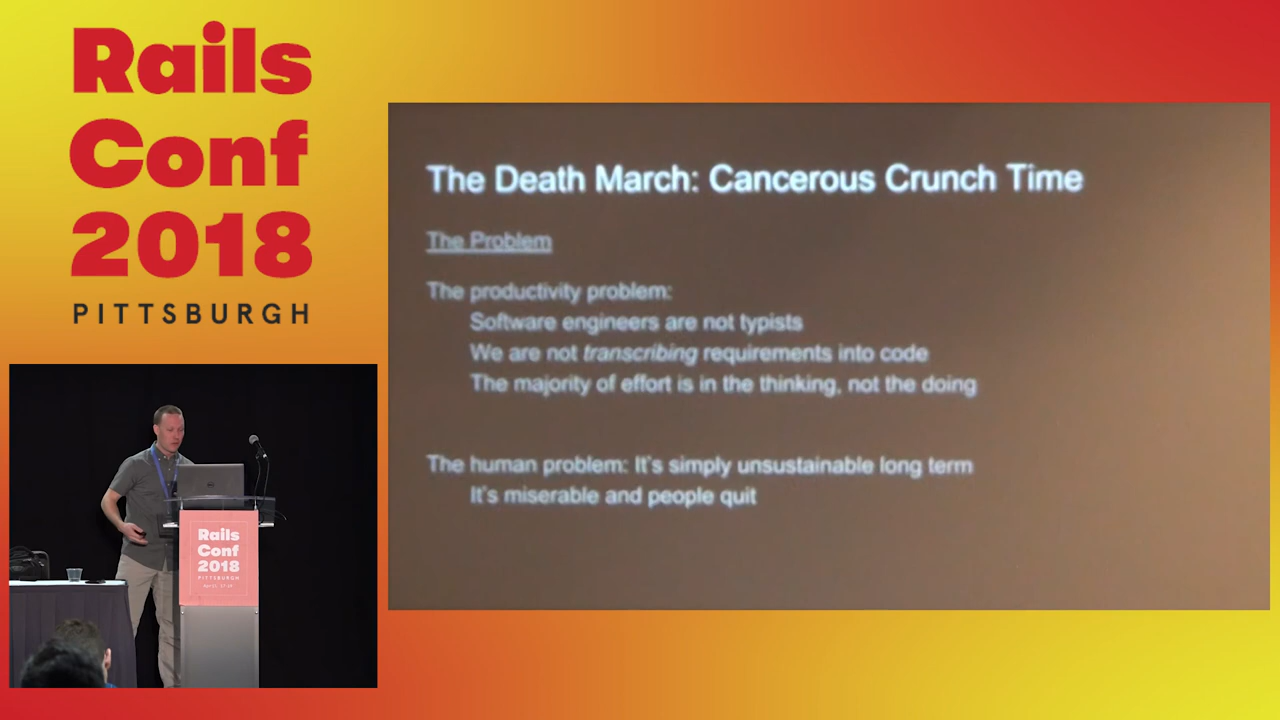 Rails
Conf
2018
PITTSBURGH
The Death March: Cancerous Crunch Time
The Problem
The productivity problem:
Software engineers are not typists
We are not transcribing requirements into code
The majority of effort is in the thinking, not the doing
The human problem: It's simply unsustainable long term
It's miserable and people quit
Rails
Conf
2018
PITTSBURGH